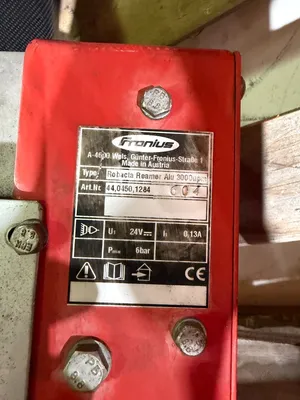 Fronius
A-4600 Wels, Günter-Fronius-Straße 1
Made in Austria
Type Robacta Reamer Alu 3000upm
Art.Nr. 44,0450,1284
U1 24V I1 0,13A
Pmax 6bar
CE